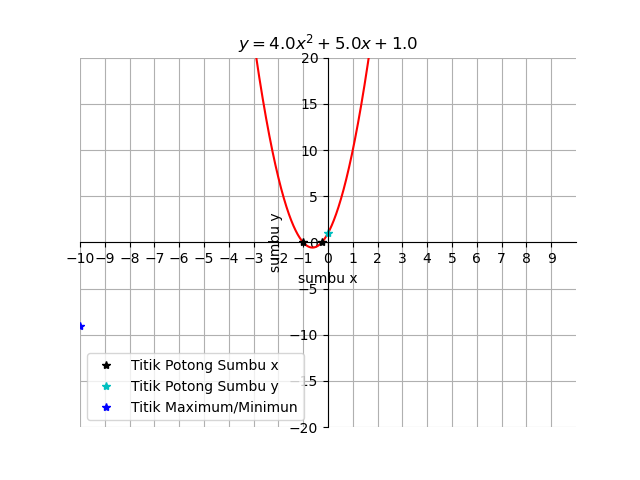 y = 4.0x² + 5.0x + 1.0
20
15
10
5
0
−5
−10
−15
−20
sumbu y
−10 −9 −8 −7 −6 −5 −4 −3 −2 −1 0 1 2 3 4 5 6 7 8 9
sumbu x
Titik Potong Sumbu x
Titik Potong Sumbu y
Titik Maximum/Minimun